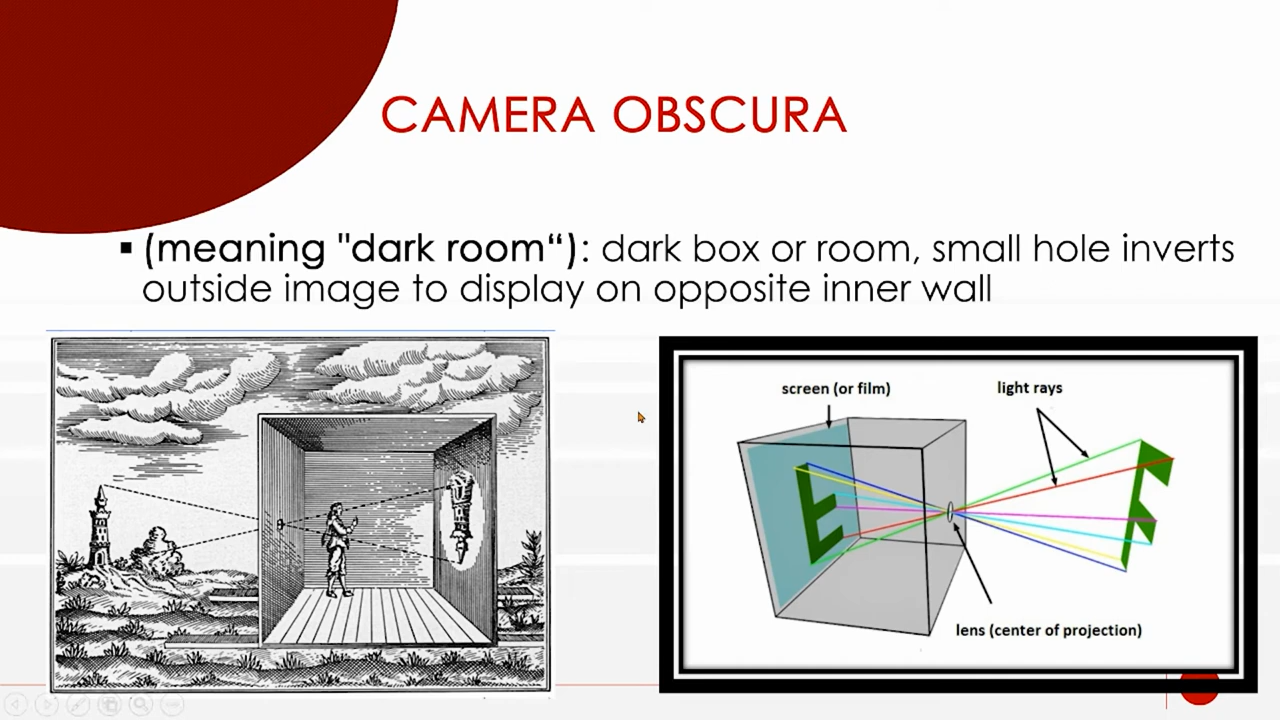 CAMERA OBSCURA
▪ (meaning "dark room“): dark box or room, small hole inverts
outside image to display on opposite inner wall
screen (or film)
light rays
lens (center of projection)